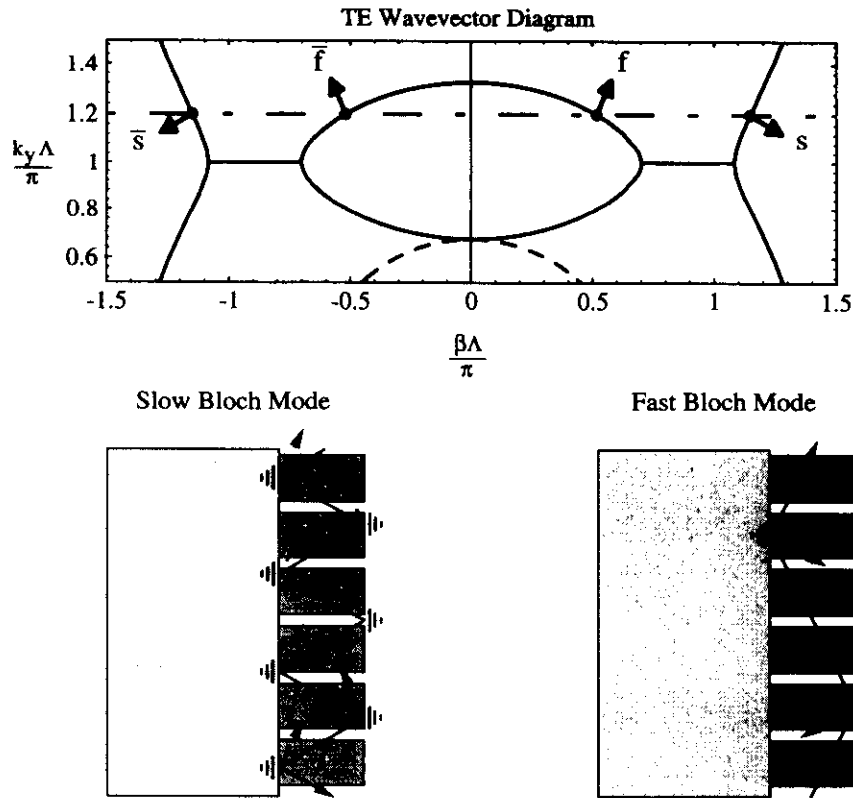 TE Wavevector Diagram
1.4
1.2
1
0.8
0.6
k_y Λ
π
f̄
f
s̄
s
-1.5
-1
-0.5
0
0.5
1
1.5
βΛ
π
Slow Bloch Mode
Fast Bloch Mode